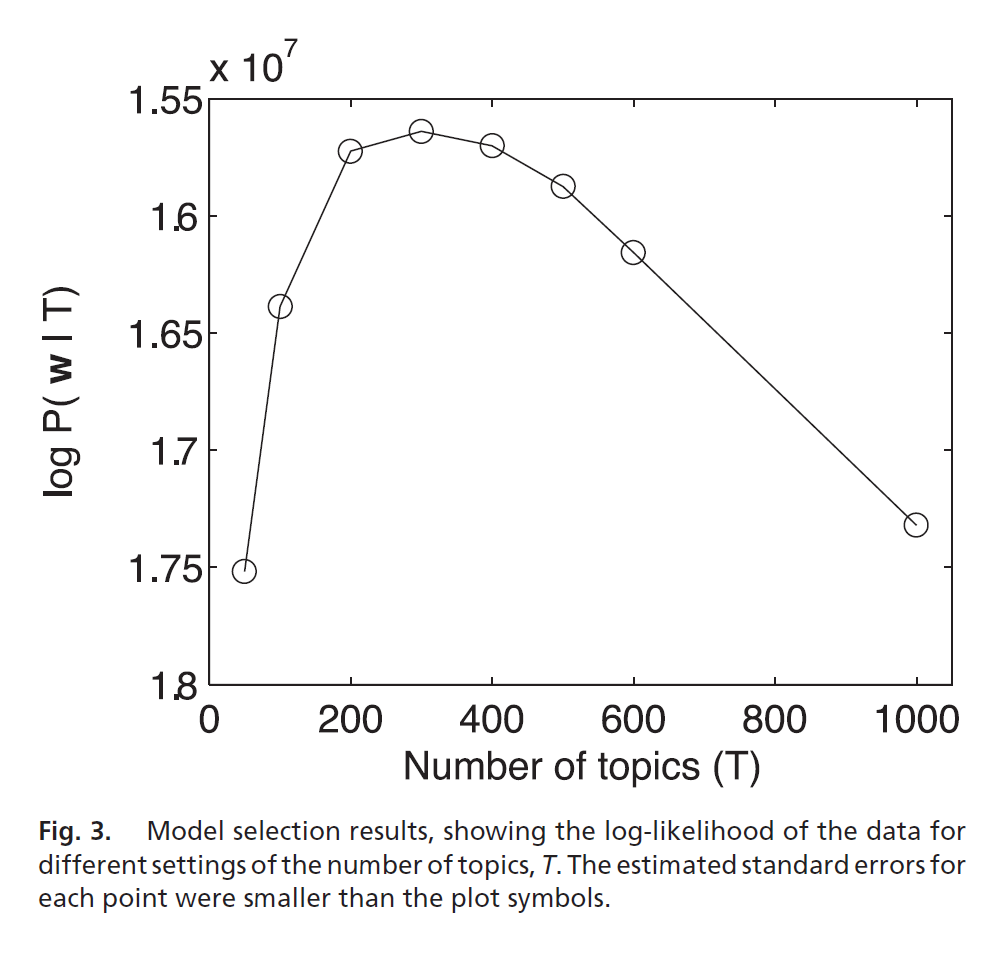 x 10^7
1.55
1.6
1.65
1.7
1.75
1.8
log P( w | T)
0 200 400 600 800 1000
Number of topics (T)
Fig. 3. Model selection results, showing the log-likelihood of the data for
different settings of the number of topics, T. The estimated standard errors for
each point were smaller than the plot symbols.